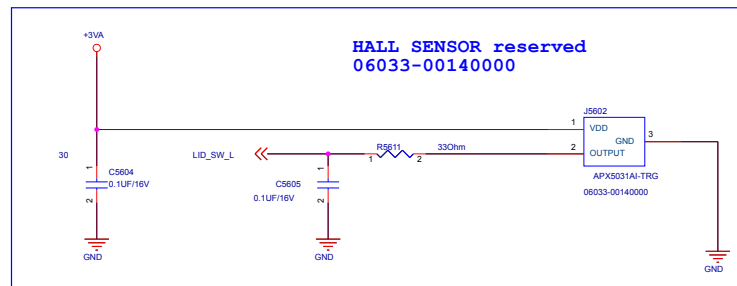 +3VA
HALL SENSOR reserved
06033-00140000
J5602
1
VDD
GND
3
30
LID_SW_L
R5611
33Ohm
1
2
2
OUTPUT
1
C5604
0.1UF/16V
2
1
C5605
0.1UF/16V
2
APX5031AI-TRG
06033-00140000
GND
GND
GND